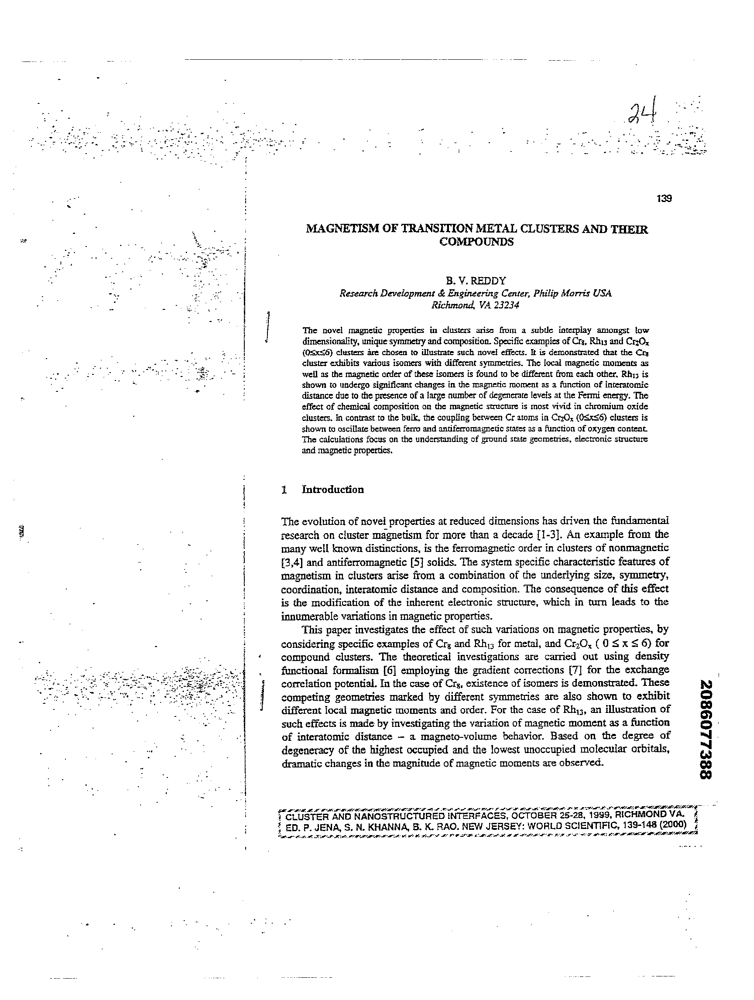 24
139
MAGNETISM OF TRANSITION METAL CLUSTERS AND THEIR
COMPOUNDS
B. V. REDDY
Research Development & Engineering Center, Philip Morris USA
Richmond, VA 23234
The novel magnetic properties in clusters arise from a subtle interplay amongst low
dimensionality, unique symmetry and composition. Specific examples of Cr₈, Rh₁₃ and Cr₂Oₓ
(0≤x≤6) clusters are chosen to illustrate such novel effects. It is demonstrated that the Cr₈
cluster exhibits various isomers with different symmetries. The local magnetic moments as
well as the magnetic order of these isomers is found to be different from each other. Rh₁₃ is
shown to undergo significant changes in the magnetic moment as a function of interatomic
distance due to the presence of a large number of degenerate levels at the Fermi energy. The
effect of chemical composition on the magnetic structure is most vivid in chromium oxide
clusters. In contrast to the bulk, the coupling between Cr atoms in Cr₂Oₓ (0≤x≤6) clusters is
shown to oscillate between ferro and antiferromagnetic states as a function of oxygen content.
The calculations focus on the understanding of ground state geometries, electronic structure
and magnetic properties.
1 Introduction
The evolution of novel properties at reduced dimensions has driven the fundamental
research on cluster magnetism for more than a decade [1-3]. An example from the
many well known distinctions, is the ferromagnetic order in clusters of nonmagnetic
[3,4] and antiferromagnetic [5] solids. The system specific characteristic features of
magnetism in clusters arise from a combination of the underlying size, symmetry,
coordination, interatomic distance and composition. The consequence of this effect
is the modification of the inherent electronic structure, which in turn leads to the
innumerable variations in magnetic properties.
This paper investigates the effect of such variations on magnetic properties, by
considering specific examples of Cr₈ and Rh₁₃ for metal, and Cr₂Oₓ ( 0 ≤ x ≤ 6) for
compound clusters. The theoretical investigations are carried out using density
functional formalism [6] employing the gradient corrections [7] for the exchange
correlation potential. In the case of Cr₈, existence of isomers is demonstrated. These
competing geometries marked by different symmetries are also shown to exhibit
different local magnetic moments and order. For the case of Rh₁₃, an illustration of
such effects is made by investigating the variation of magnetic moment as a function
of interatomic distance – a magneto-volume behavior. Based on the degree of
degeneracy of the highest occupied and the lowest unoccupied molecular orbitals,
dramatic changes in the magnitude of magnetic moments are observed.
2086077388
CLUSTER AND NANOSTRUCTURED INTERFACES, OCTOBER 25-28, 1999, RICHMOND VA.
ED. P. JENA, S. N. KHANNA, B. K. RAO. NEW JERSEY: WORLD SCIENTIFIC, 139-148 (2000)